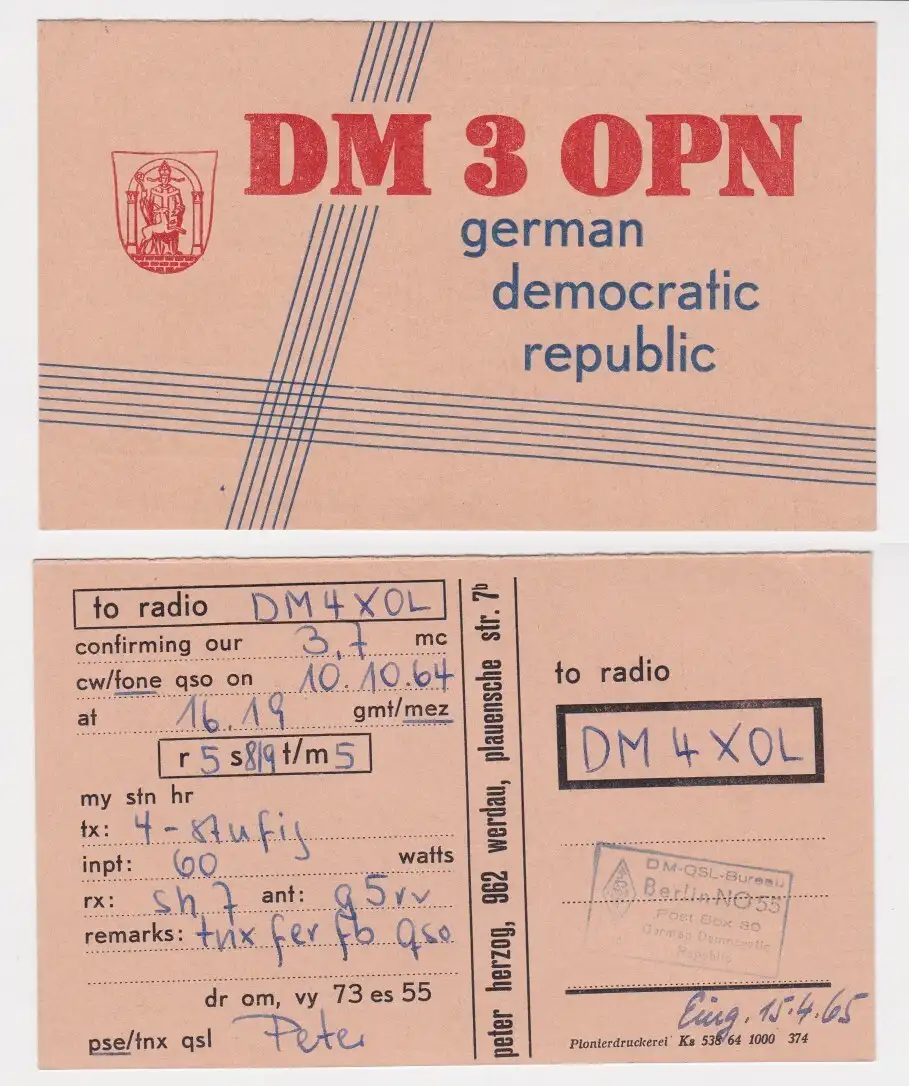 DM 3 OPN
german
democratic
republic
to radio DM4XOL
confirming our 3,7 mc
cw/fone qso on 10.10.64
at 16.19 gmt/mez
r 5 s 8/9 t/m 5
my stn hr
tx: 4-stufig
inpt: 60 watts
rx: sh 7 ant: g5rv
remarks: tnx fer fb qso
dr om, vy 73 es 55
pse/tnx qsl Peter
peter herzog, 962 werdau, plauensche str. 7b
to radio
DM 4 XOL
DM-QSL-Bureau
Berlin NO 55
Post Box 30
German Democratic
Republic
Eing. 15.4.65
Pionierdruckerei Ks 538 64 1000 374